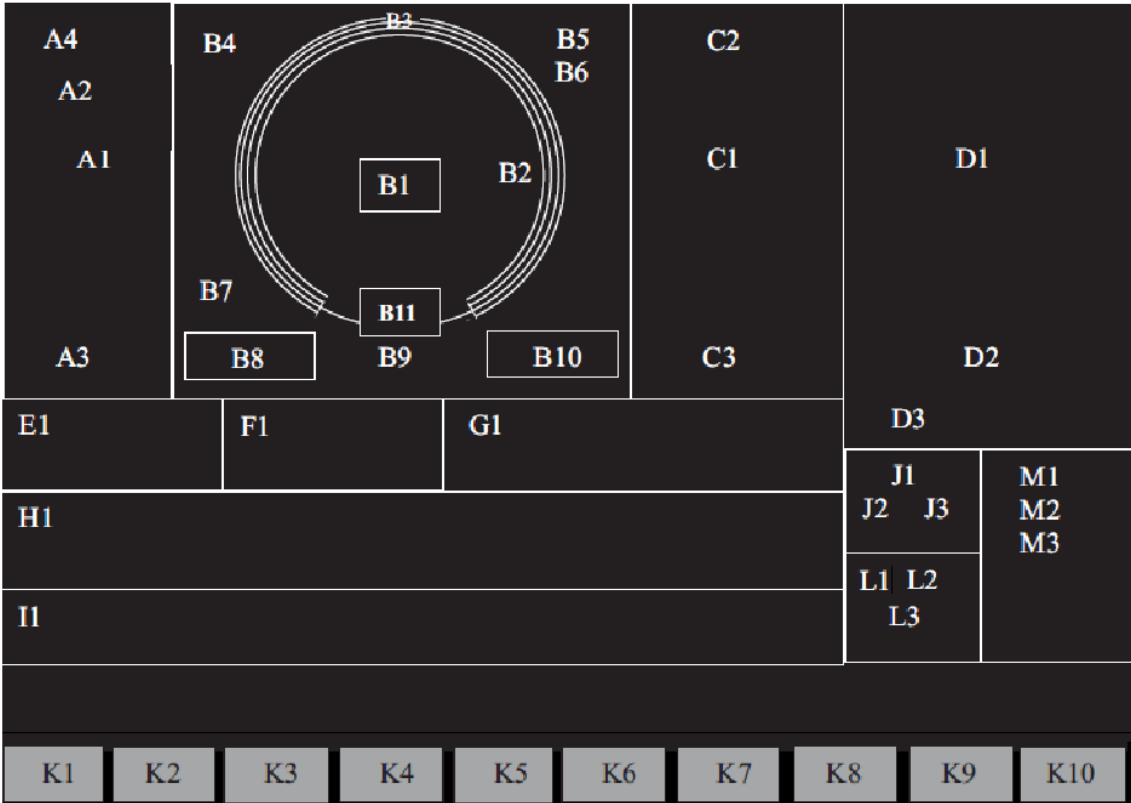 A4 B4 B3 B5 C2
A2 B6
A1 B1 B2 C1 D1
B7 B11
A3 B8 B9 B10 C3 D2
E1 F1 G1 D3
J1 M1
H1 J2 J3 M2
M3
I1 L1 L2
L3
K1 K2 K3 K4 K5 K6 K7 K8 K9 K10